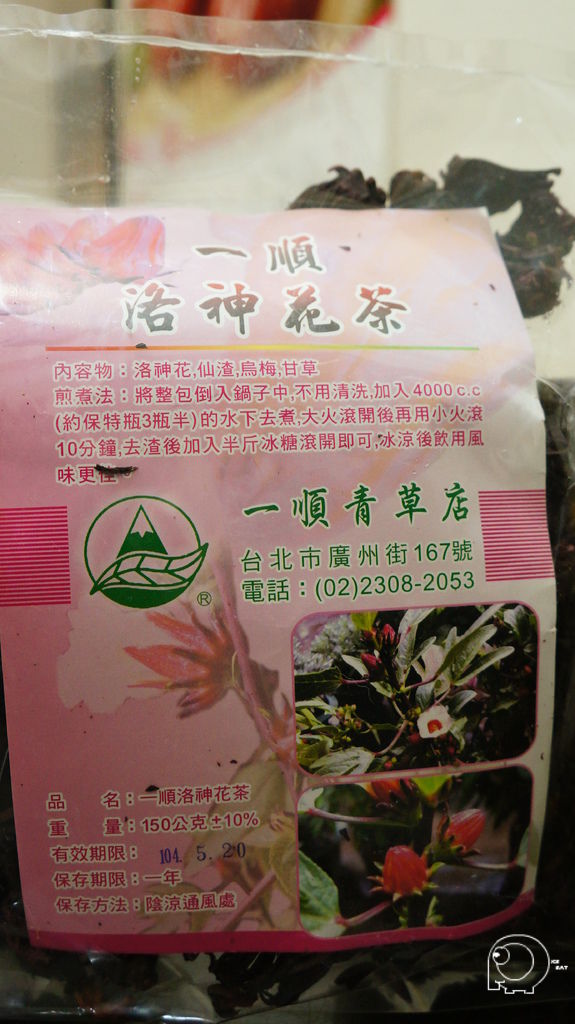 一順
洛神花茶
內容物：洛神花,仙渣,烏梅,甘草
煎煮法：將整包倒入鍋子中,不用清洗,加入4000c.c
(約保特瓶3瓶半)的水下去煮,大火滾開後再用小火滾
10分鐘,去渣後加入半斤冰糖滾開即可,冰涼後飲用風
味更佳。
一順青草店
台北市廣州街167號
電話：(02)2308-2053
®
品　　名：一順洛神花茶
重　　量：150公克±10%
有效期限：104. 5. 20
保存期限：一年
保存方法：陰涼通風處
ICE
EAT